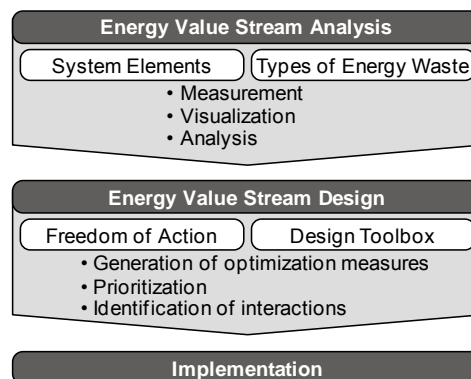 Energy Value Stream Analysis
System Elements
Types of Energy Waste
• Measurement
• Visualization
• Analysis
Energy Value Stream Design
Freedom of Action
Design Toolbox
• Generation of optimization measures
• Prioritization
• Identification of interactions
Implementation